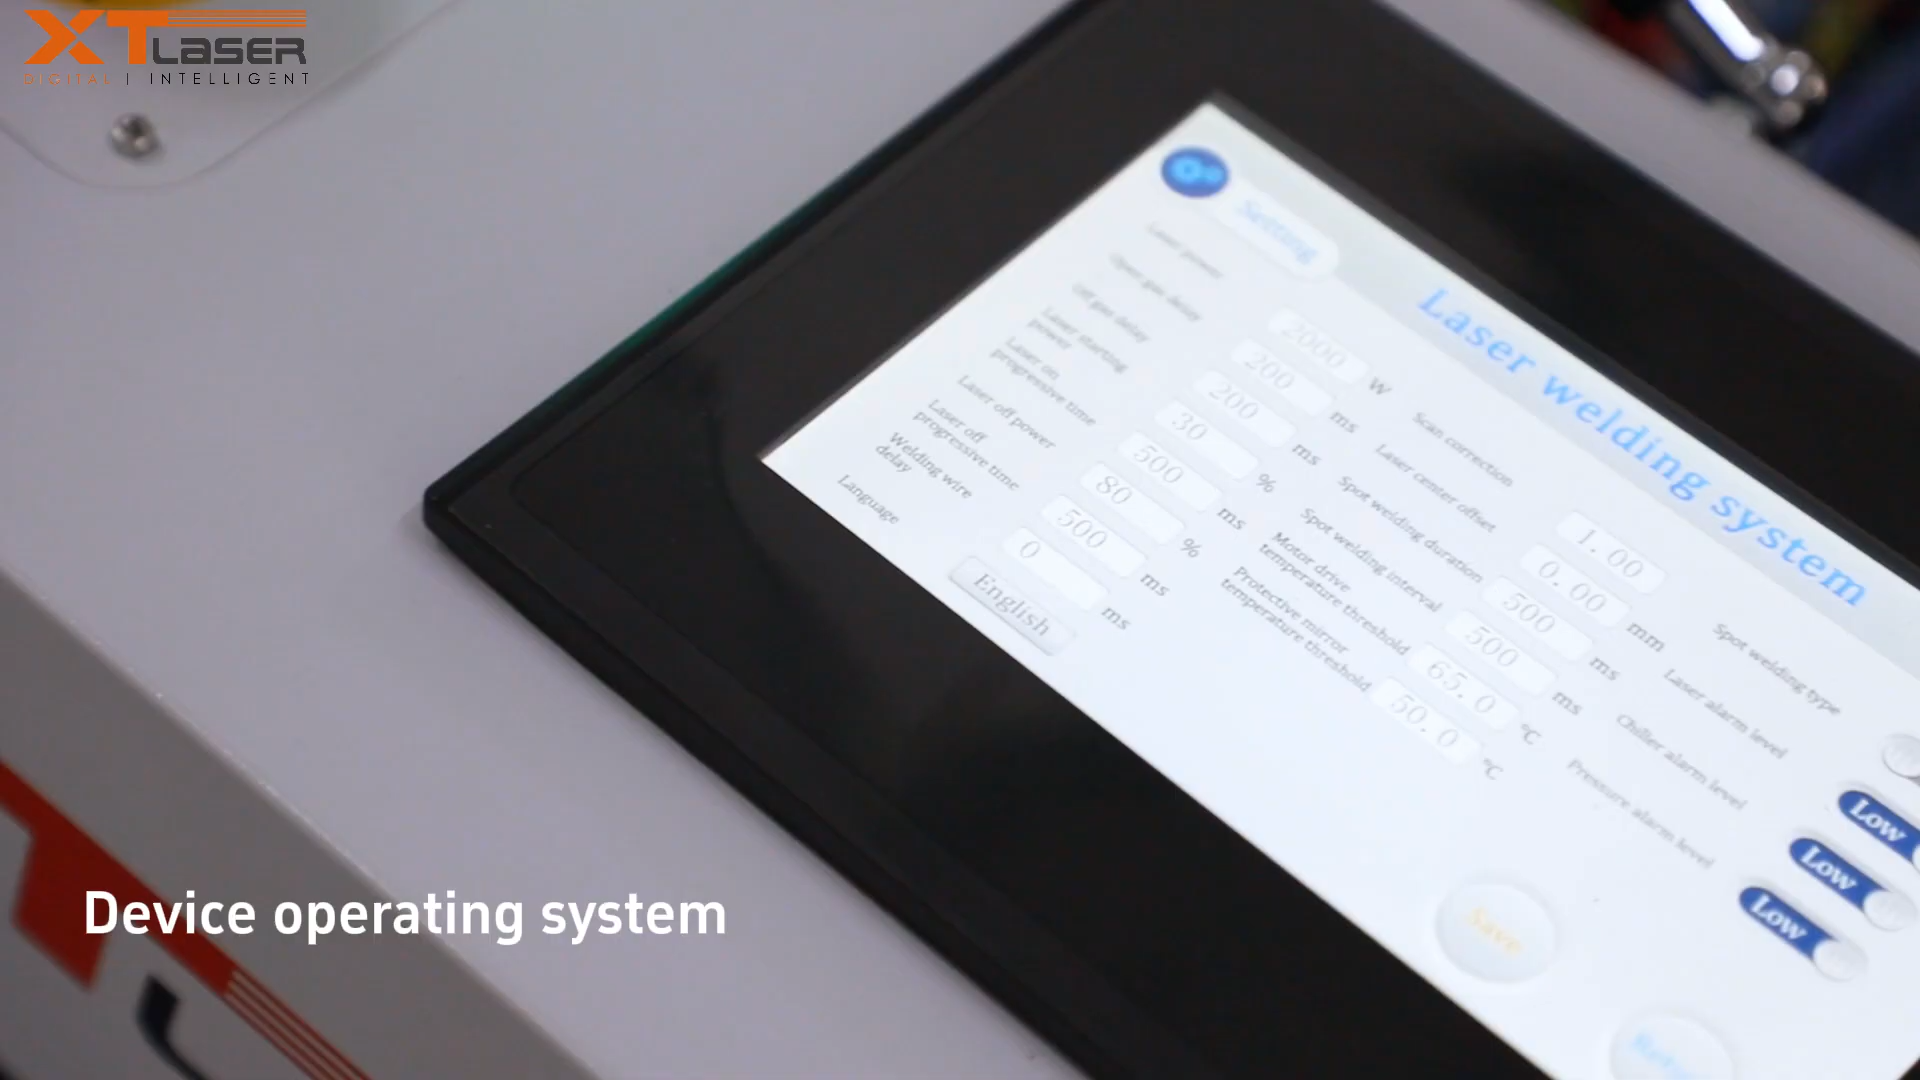 XT LASER
DIGITAL | INTELLIGENT
Setting
Laser welding system
Laser power
2000 W
Open gas delay
200 ms
Off gas delay
200 ms
Laser starting
power
30 %
Laser on
progressive time
500 ms
Laser off power
80 %
Laser off
progressive time
500 ms
Welding wire
delay
0 ms
Language
English
Scan correction
1.00
Laser center offset
0.00 mm
Spot welding duration
500 ms
Spot welding interval
500 ms
Motor drive
temperature threshold
65.0 °C
Protective mirror
temperature threshold
50.0 °C
Spot welding type
Laser alarm level
Low
Chiller alarm level
Low
Pressure alarm level
Low
Save
Device operating system